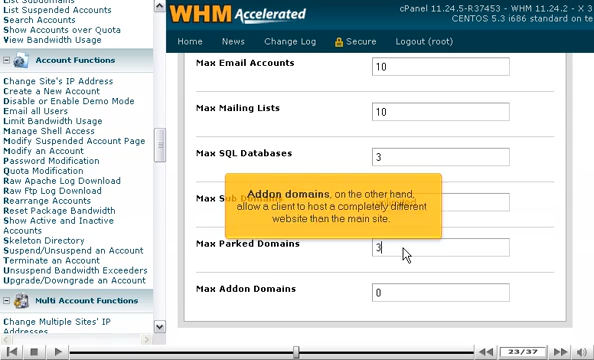 List Subdomains
List Suspended Accounts
Search Accounts
Show Accounts over Quota
View Bandwidth Usage
Account Functions
Change Site's IP Address
Create a New Account
Disable or Enable Demo Mode
Email all Users
Limit Bandwidth Usage
Manage Shell Access
Modify Suspended Account Page
Modify an Account
Password Modification
Quota Modification
Raw Apache Log Download
Raw Ftp Log Download
Rearrange Accounts
Reset Package Bandwidth
Show Active and Inactive
Accounts
Skeleton Directory
Suspend/Unsuspend an Account
Terminate an Account
Unsuspend Bandwidth Exceeders
Upgrade/Downgrade an Account
Multi Account Functions
Change Multiple Sites' IP
Addresses
WHM Accelerated
cPanel 11.24.5-R37453 - WHM 11.24.2 - X 3
CENTOS 5.3 i686 standard on te
Home News Change Log Secure Logout (root)
Max Email Accounts 10
Max Mailing Lists 10
Max SQL Databases 3
Addon domains, on the other hand,
allow a client to host a completely different
website than the main site.
Max Sub Domains
Max Parked Domains 3
Max Addon Domains 0
23/37